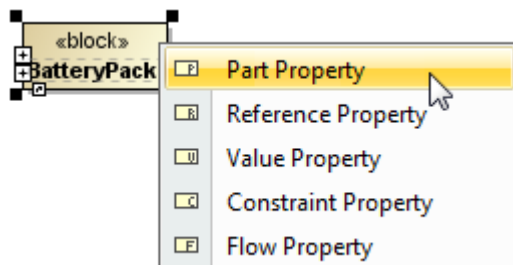 «block»
BatteryPack
P Part Property
R Reference Property
V Value Property
C Constraint Property
F Flow Property